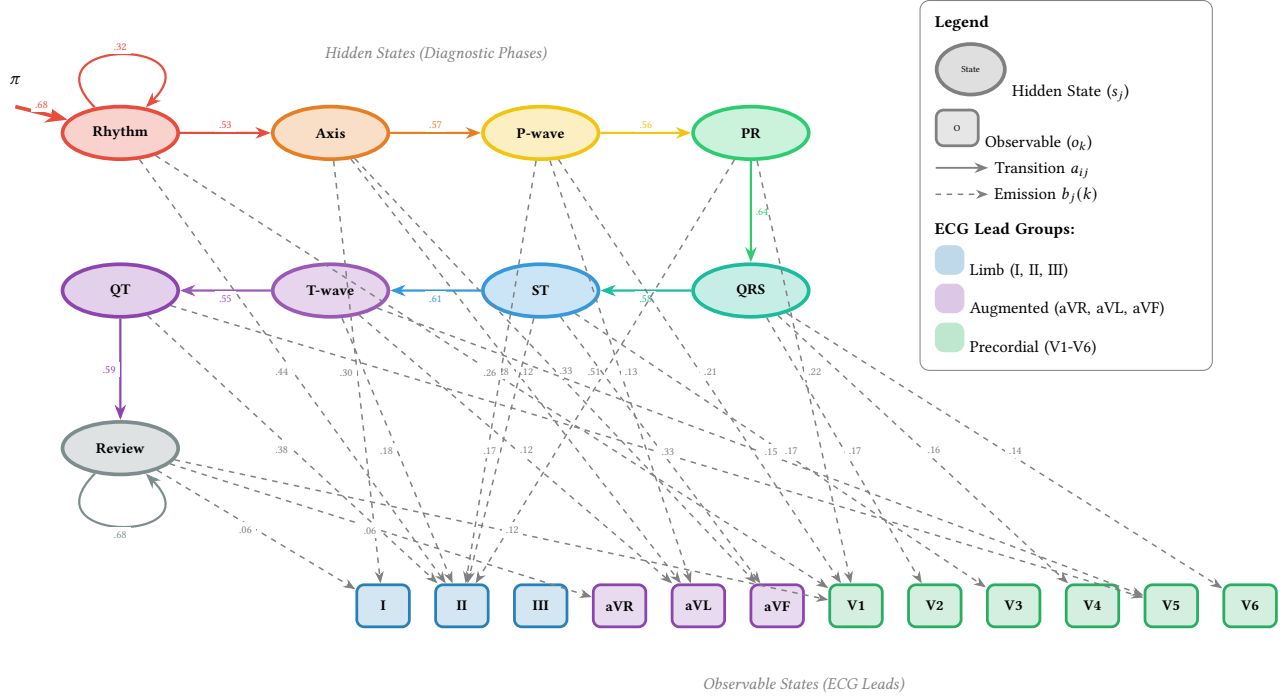 Legend
.32
Hidden States (Diagnostic Phases)
State
π
Hidden State (sⱼ)
.68
Rhythm
.53
Axis
.57
P-wave
.56
PR
O
Observable (oₖ)
Transition aᵢⱼ
Emission bⱼ(k)
.64
ECG Lead Groups:
Limb (I, II, III)
QT
.55
T-wave
.61
ST
.58
QRS
Augmented (aVR, aVL, aVF)
Precordial (V1-V6)
.59
.44
.30
.26
.12
.33
.51
.13
.21
.22
Review
.38
.18
.17
.12
.33
.15
.17
.17
.16
.14
.68
.06
.06
.12
I
II
III
aVR
aVL
aVF
V1
V2
V3
V4
V5
V6
Observable States (ECG Leads)